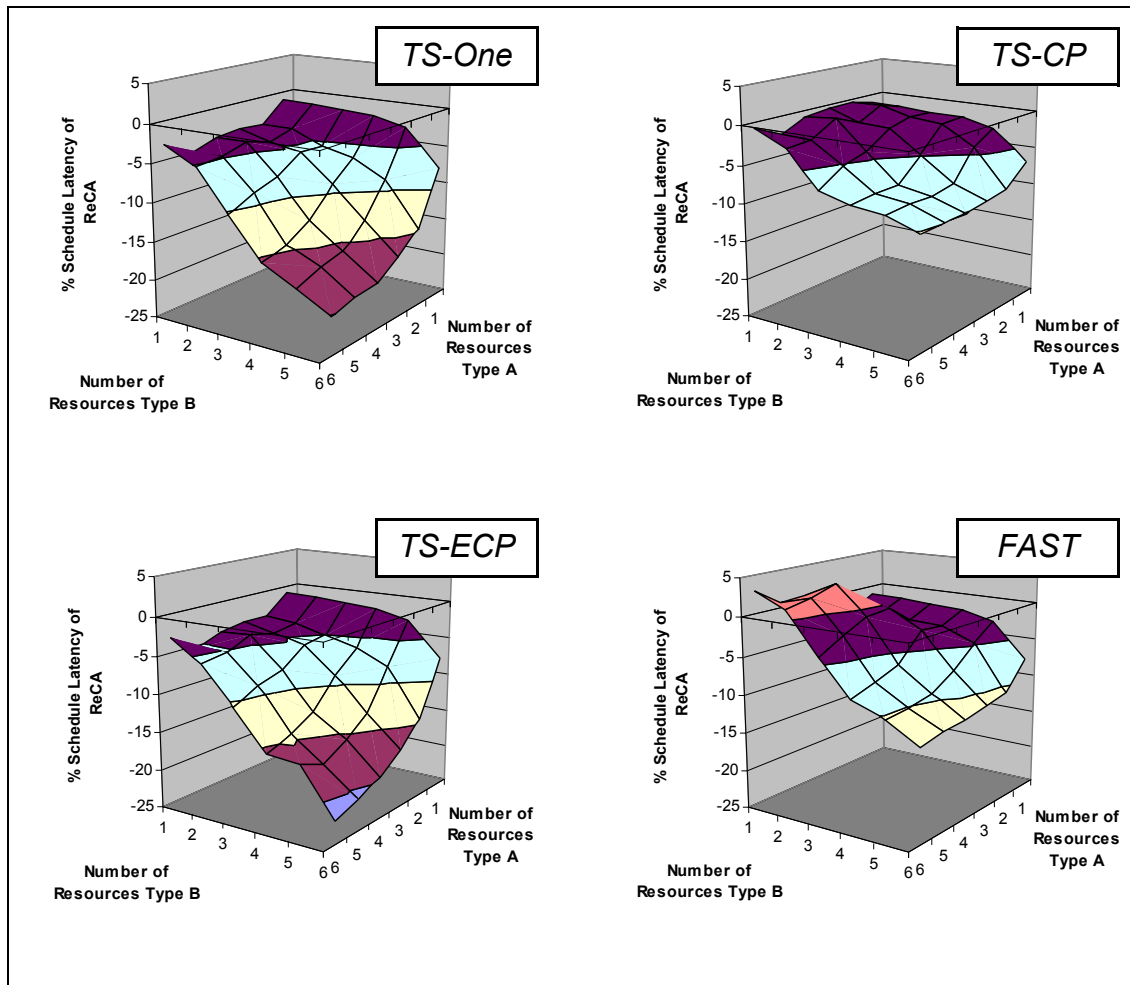 TS-One
5
0
-5
-10
-15
-20
-25
% Schedule Latency of
ReCA
1
2
3
4
5
6
Number of
Resources Type B
6
5
4
3
2
1
Number of
Resources
Type A
TS-CP
5
0
-5
-10
-15
-20
-25
% Schedule Latency of
ReCA
1
2
3
4
5
6
Number of
Resources Type B
6
5
4
3
2
1
Number of
Resources
Type A
TS-ECP
5
0
-5
-10
-15
-20
-25
% Schedule Latency of
ReCA
1
2
3
4
5
6
Number of
Resources Type B
6
5
4
3
2
1
Number of
Resources
Type A
FAST
5
0
-5
-10
-15
-20
-25
% Schedule Latency of
ReCA
1
2
3
4
5
6
Number of
Resources Type B
6
5
4
3
2
1
Number of
Resources
Type A